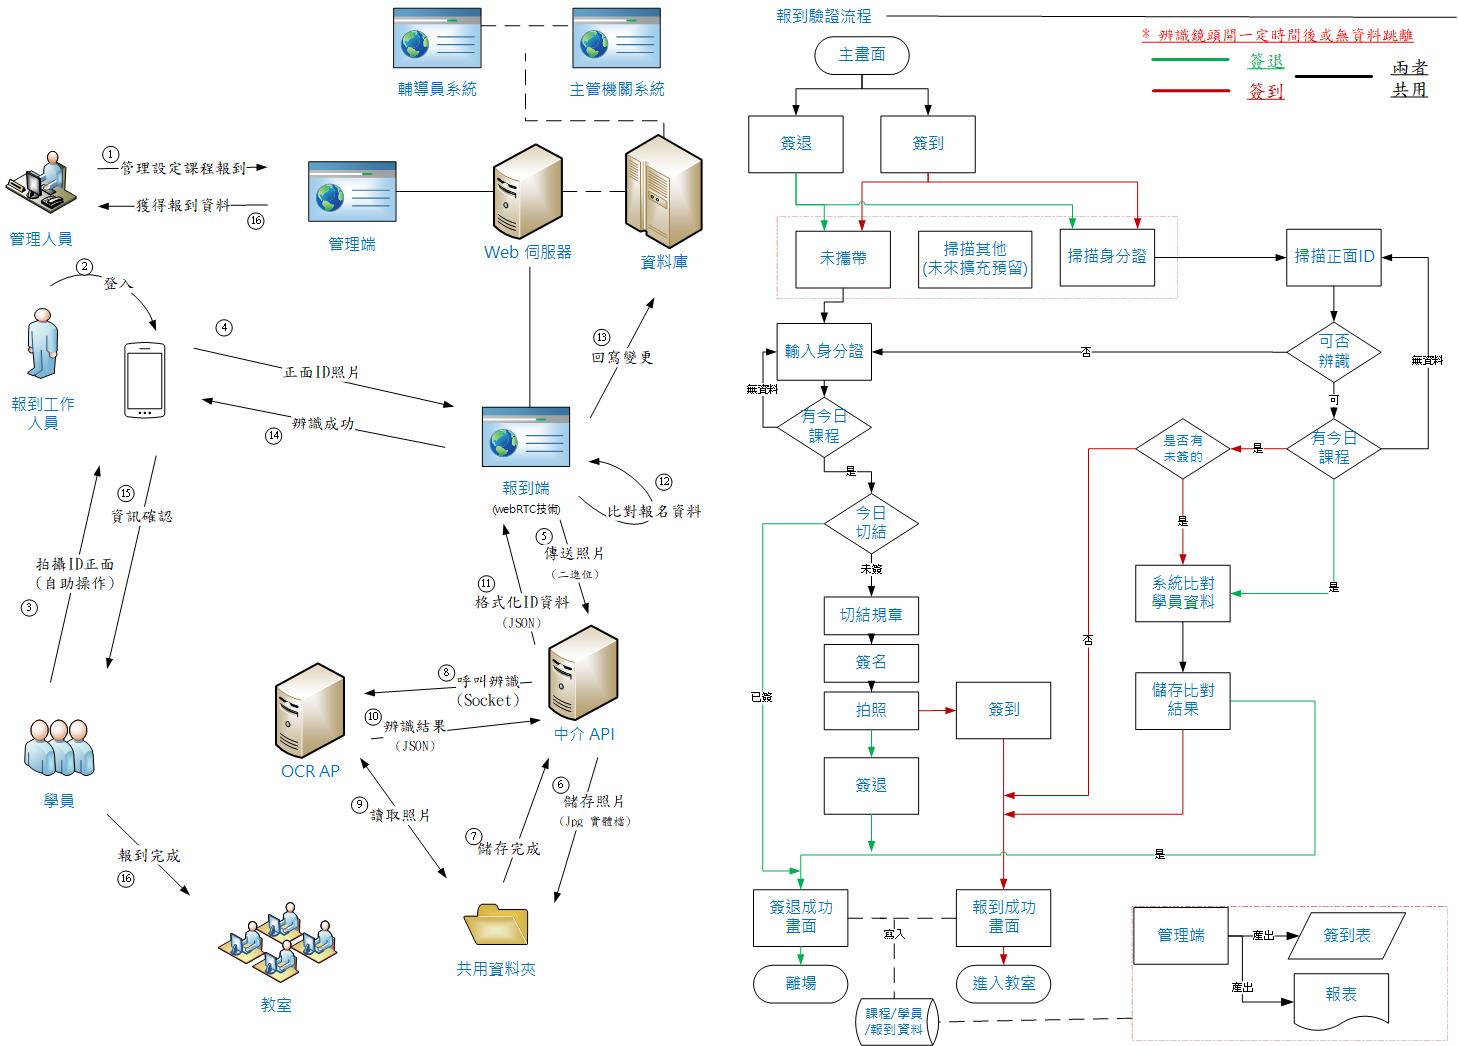 輔導員系統
主管機關系統
①
管理設定課程報到
獲得報到資料
⑯
管理人員
管理端
Web 伺服器
資料庫
②
登入
④
正面ID照片
⑬
回寫變更
報到工作
人員
辨識成功
⑭
報到端
(webRTC技術)
⑫
比對報名資料
⑮
資訊確認
⑤
傳送照片
(二進位)
拍攝ID正面
(自助操作)
③
⑪
格式化ID資料
(JSON)
⑧
呼叫辨識
(Socket)
⑩
辨識結果
(JSON)
中介 API
OCR AP
學員
⑥
儲存照片
(Jpg 實體檔)
⑨
讀取照片
⑦
儲存完成
報到完成
⑯
共用資料夾
教室
報到驗證流程
* 辨識鏡頭開一定時間後或無資料跳離
簽退
簽到
兩者
共用
主畫面
簽退
簽到
未攜帶
掃描其他
(未來擴充預留)
掃描身分證
掃描正面ID
輸入身分證
否
可否
辨識
無資料
無資料
可
有今日
課程
是否有
未簽的
是
有今日
課程
是
今日
切結
是
未簽
系統比對
學員資料
是
切結規章
否
簽名
已簽
拍照
簽到
儲存比對
結果
簽退
是
簽退成功
畫面
報到成功
畫面
寫入
管理端
產出
簽到表
產出
報表
離場
進入教室
課程/學員
/報到資料